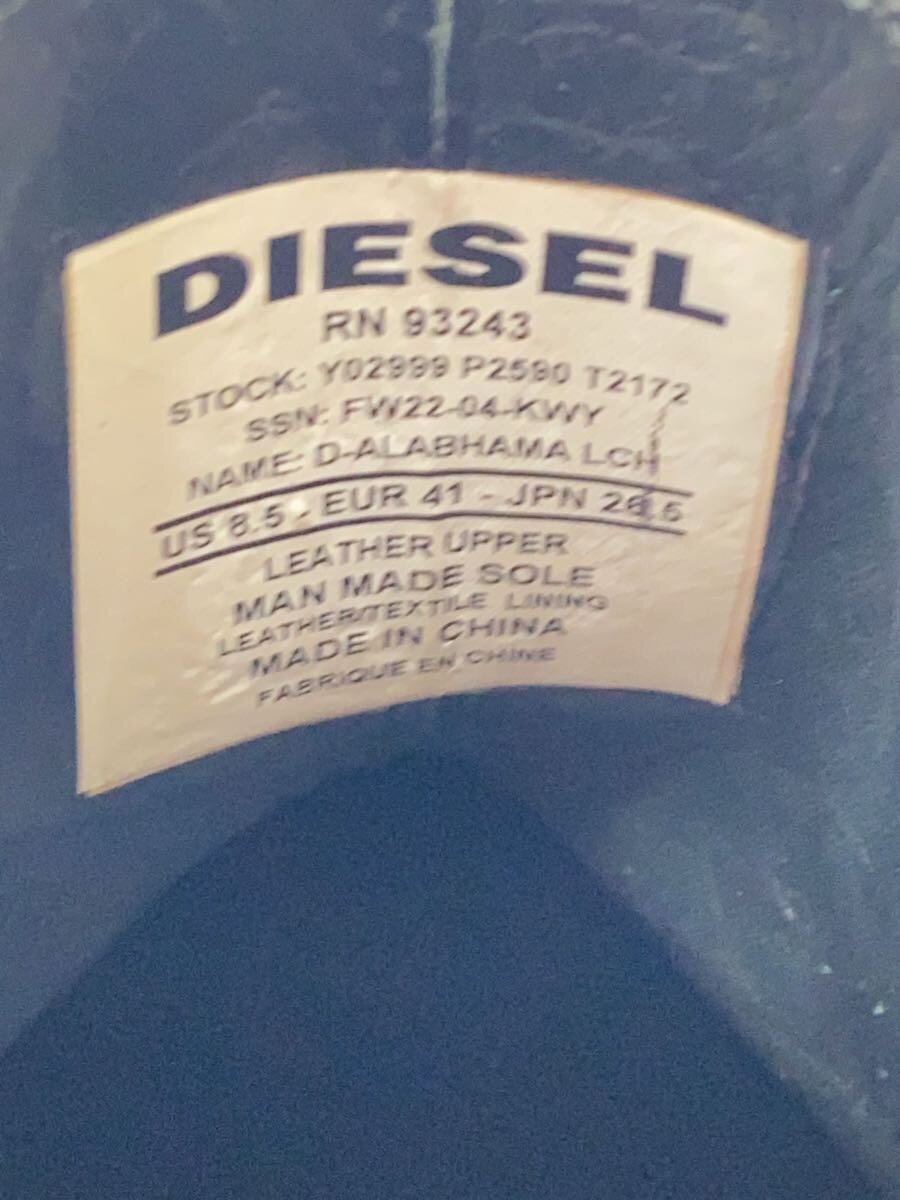 DIESEL
RN 93243
STOCK: Y02999 P2590 T2172
SSN: FW22-04-KWY
NAME: D-ALABHAMA LCH
US 8.5 - EUR 41 - JPN 26.5
LEATHER UPPER
MAN MADE SOLE
LEATHER/TEXTILE LINING
MADE IN CHINA
FABRIQUE EN CHINE